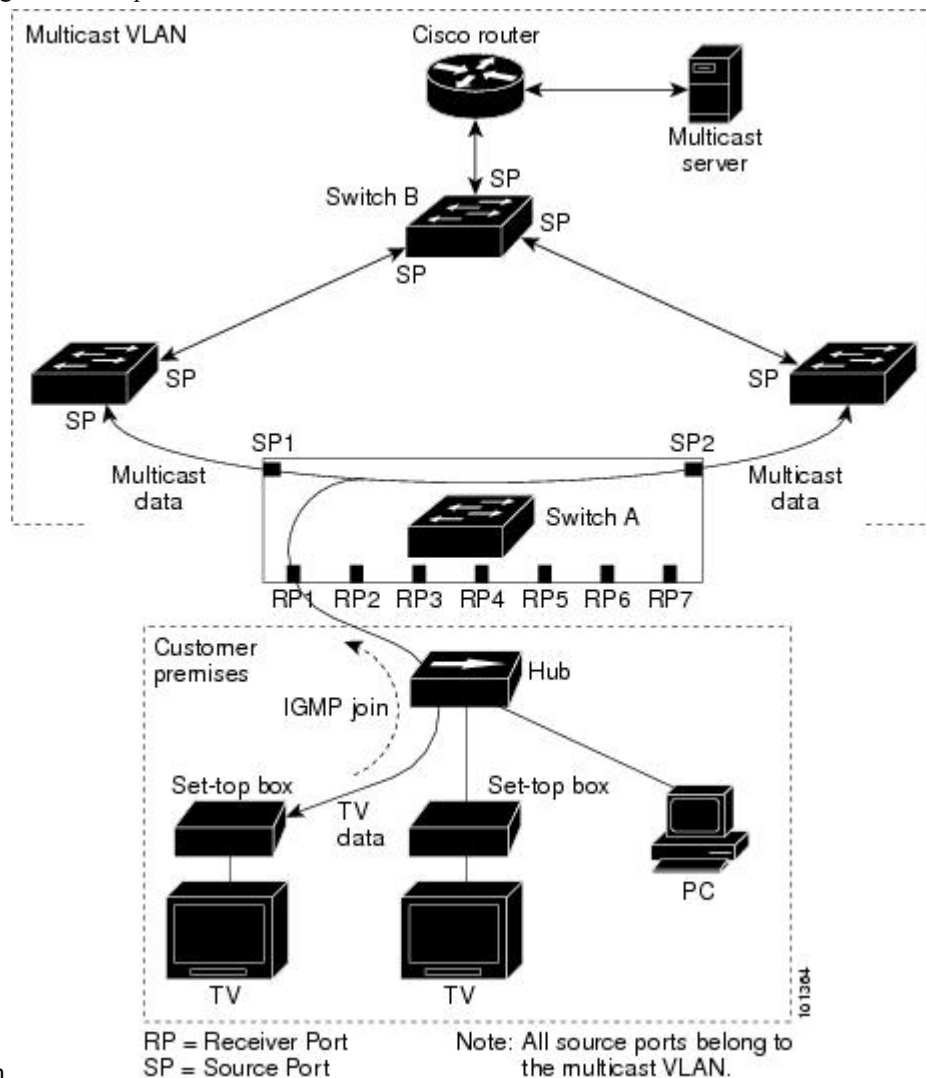 Multicast VLAN
Cisco router
Multicast
server
SP
Switch B
SP
SP
SP
SP
SP
SP1
SP2
Multicast
data
Multicast
data
Switch A
RP1 RP2 RP3 RP4 RP5 RP6 RP7
Customer
premises
Hub
IGMP join
Set-top box
Set-top box
TV
data
PC
TV
TV
101364
RP = Receiver Port
SP = Source Port
Note: All source ports belong to
the multicast VLAN.